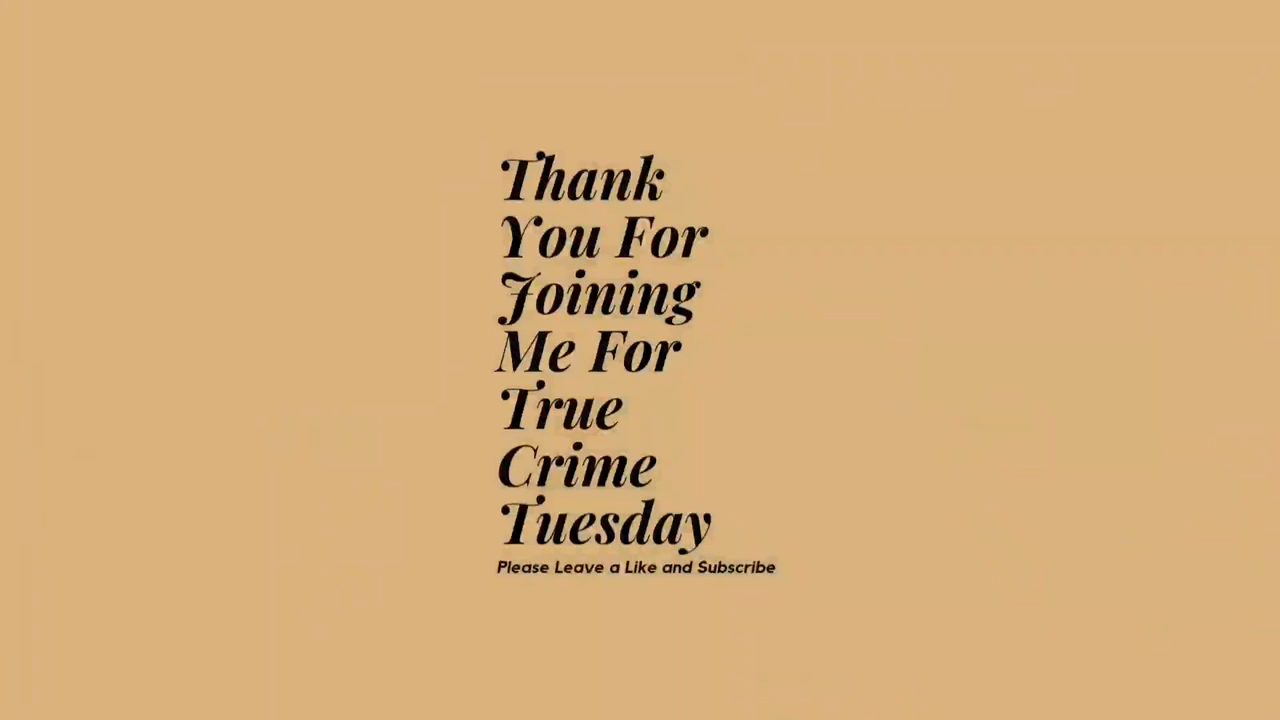 Thank
You For
Joining
Me For
True
Crime
Tuesday
Please Leave a Like and Subscribe